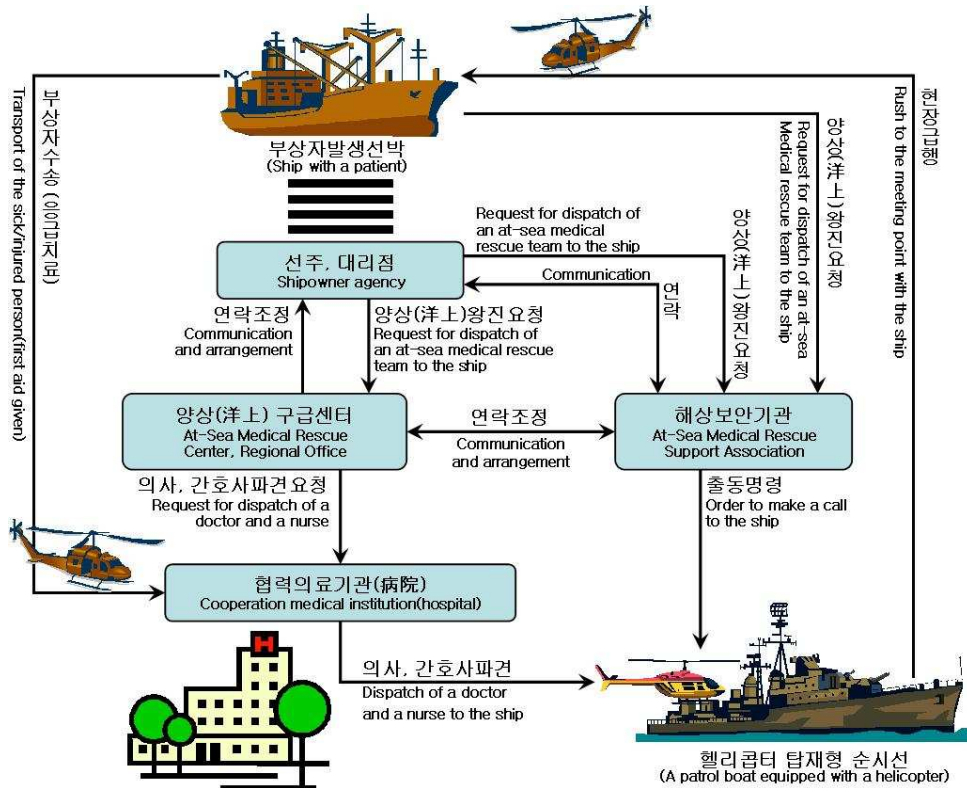 부상자발생선박
(Ship with a patient)
부상자수송 (응급치료)
Transport of the sick/injured person(first aid given)
현장급행
Rush to the meeting point with the ship
양상(洋上)왕진요청
Request for dispatch of an at-sea
Medical rescue team to the ship
Request for dispatch of
an at-sea medical
rescue team to the ship
양상(洋上)왕진요청
선주, 대리점
Shipowner agency
Communication
연락
연락조정
Communication
and arrangement
양상(洋上)왕진요청
Request for dispatch of
an at-sea medical rescue
team to the ship
양상(洋上) 구급센터
At-Sea Medical Rescue
Center, Regional Office
연락조정
Communication
and arrangement
해상보안기관
At-Sea Medical Rescue
Support Association
의사, 간호사파견요청
Request for dispatch of a
doctor and a nurse
출동명령
Order to make a call
to the ship
협력의료기관(病院)
Cooperation medical institution(hospital)
H
의사, 간호사파견
Dispatch of a doctor
and a nurse to the ship
헬리콥터 탑재형 순시선
(A patrol boat equipped with a helicopter)